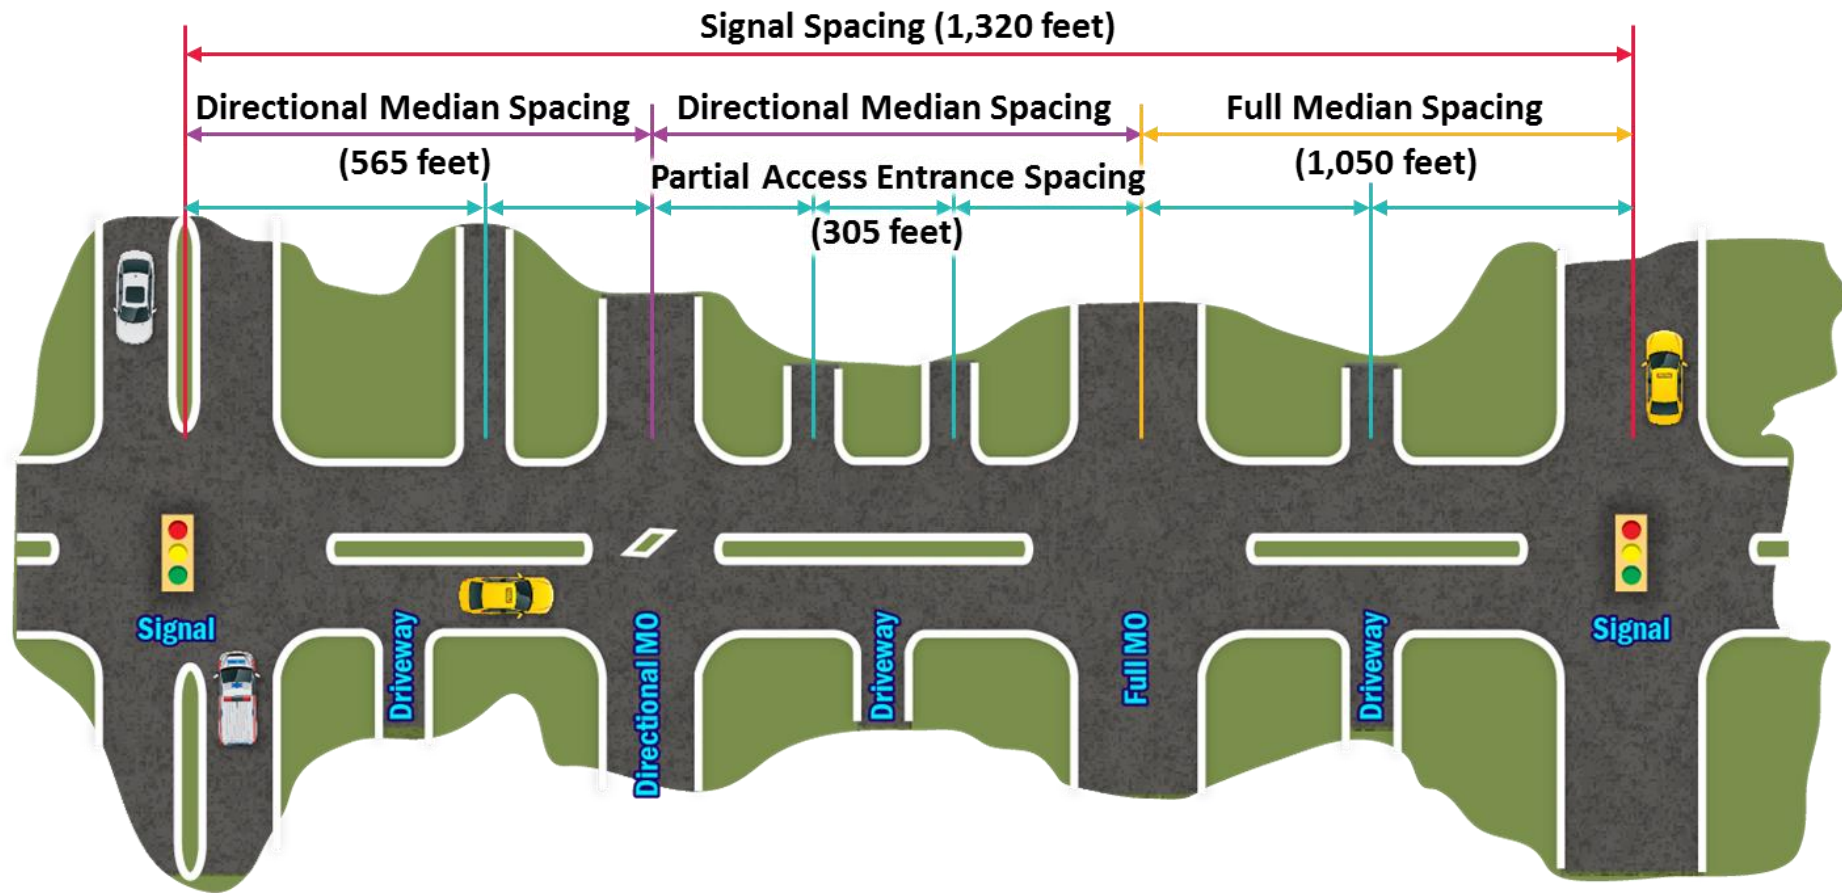 Signal Spacing (1,320 feet)
Directional Median Spacing
Directional Median Spacing
Full Median Spacing
(565 feet)
(1,050 feet)
Partial Access Entrance Spacing
(305 feet)
Signal
Driveway
Directional MO
Driveway
Full MO
Driveway
Signal